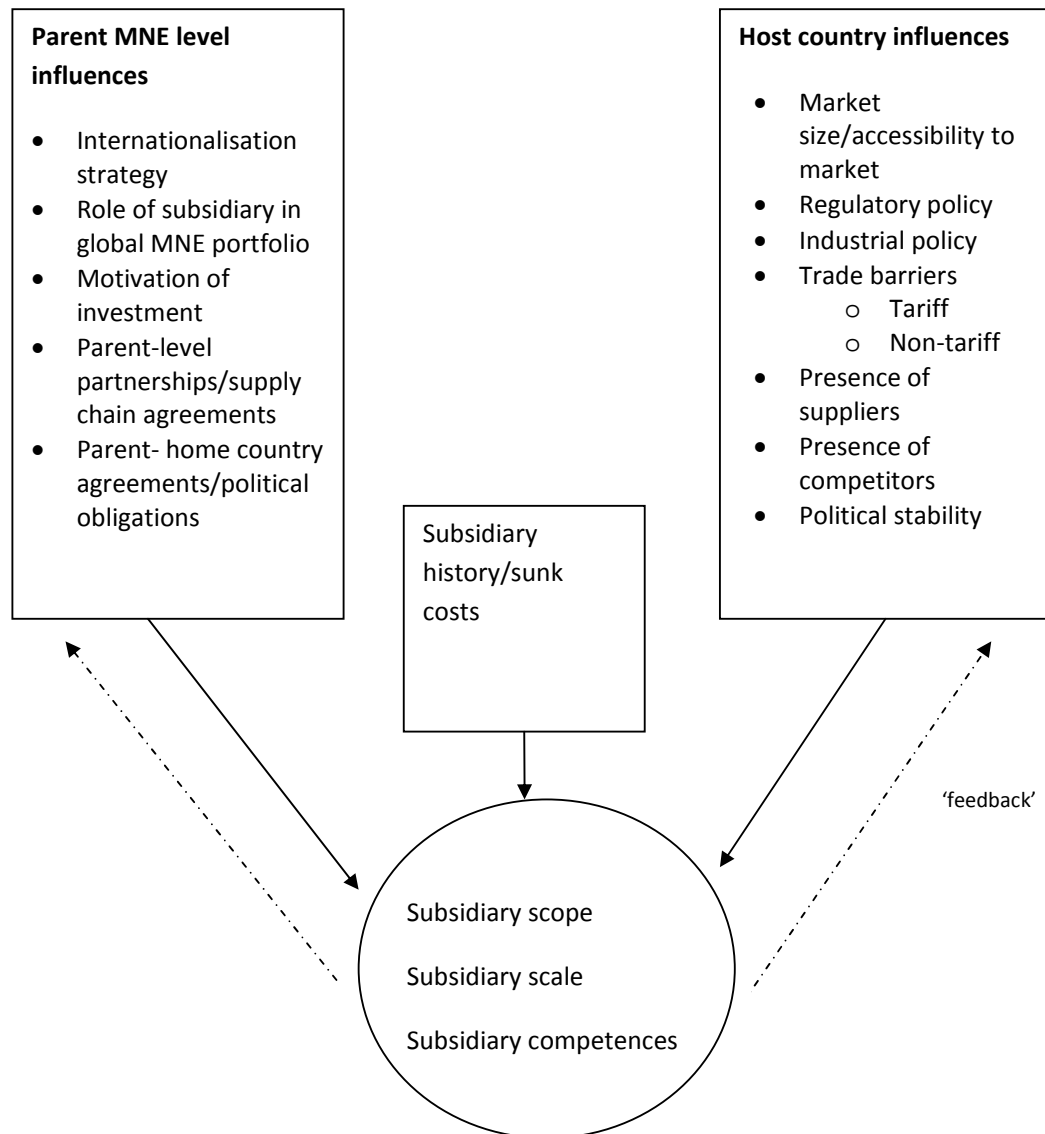 Parent MNE level
influences
• Internationalisation
strategy
• Role of subsidiary in
global MNE portfolio
• Motivation of
investment
• Parent-level
partnerships/supply
chain agreements
• Parent- home country
agreements/political
obligations
Host country influences
• Market
size/accessibility to
market
• Regulatory policy
• Industrial policy
• Trade barriers
o Tariff
o Non-tariff
• Presence of
suppliers
• Presence of
competitors
• Political stability
Subsidiary
history/sunk
costs
‘feedback’
Subsidiary scope
Subsidiary scale
Subsidiary competences